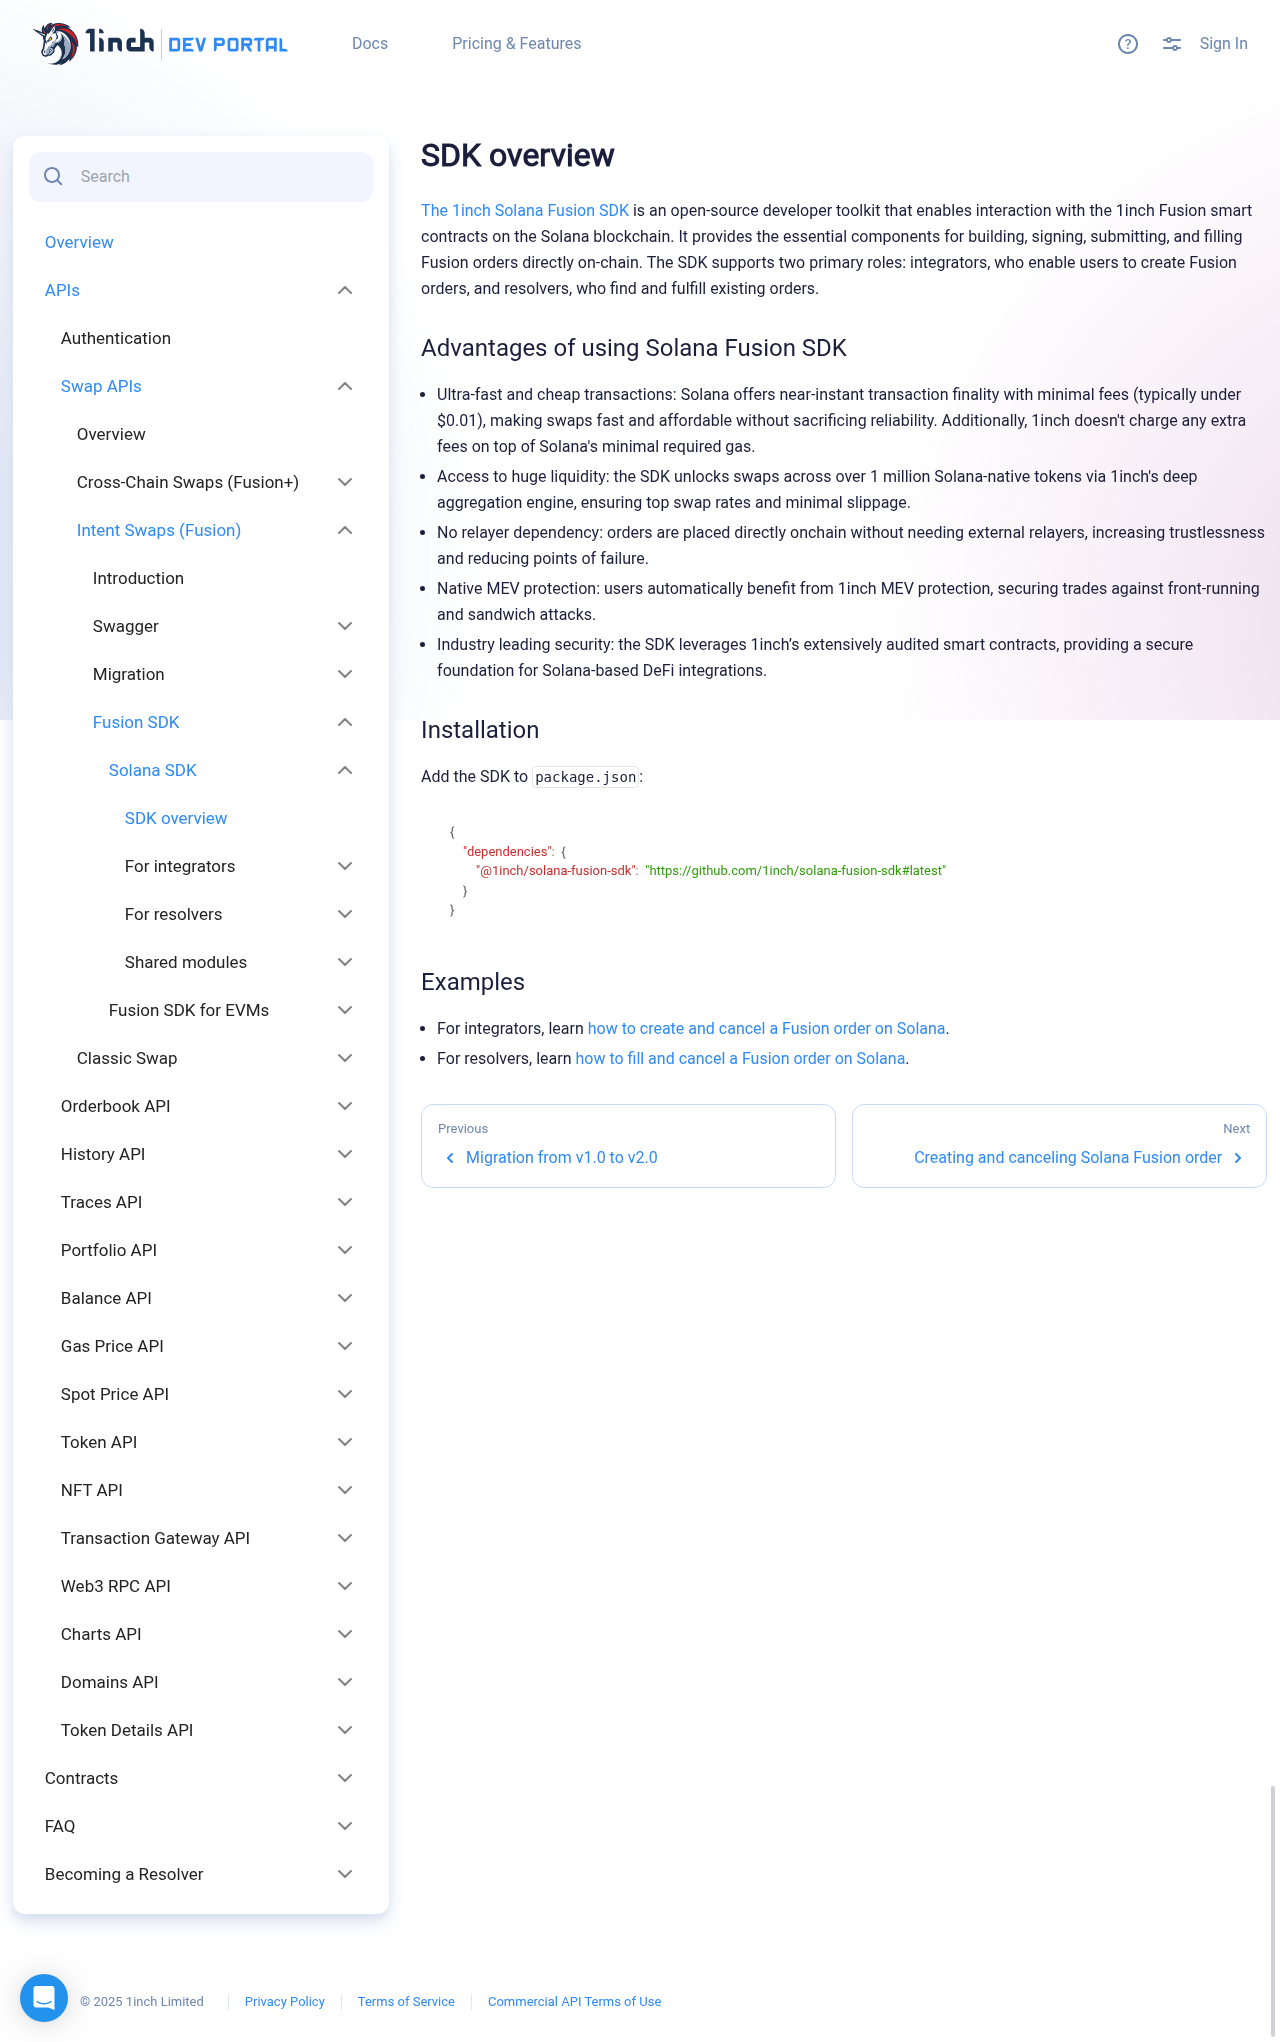 1inch DEV PORTAL
Docs
Pricing & Features
Sign In
Search
Overview
APIs
Authentication
Swap APIs
Overview
Cross-Chain Swaps (Fusion+)
Intent Swaps (Fusion)
Introduction
Swagger
Migration
Fusion SDK
Solana SDK
SDK overview
For integrators
For resolvers
Shared modules
Fusion SDK for EVMs
Classic Swap
Orderbook API
History API
Traces API
Portfolio API
Balance API
Gas Price API
Spot Price API
Token API
NFT API
Transaction Gateway API
Web3 RPC API
Charts API
Domains API
Token Details API
Contracts
FAQ
Becoming a Resolver
SDK overview
The 1inch Solana Fusion SDK is an open-source developer toolkit that enables interaction with the 1inch Fusion smart
contracts on the Solana blockchain. It provides the essential components for building, signing, submitting, and filling
Fusion orders directly on-chain. The SDK supports two primary roles: integrators, who enable users to create Fusion
orders, and resolvers, who find and fulfill existing orders.
Advantages of using Solana Fusion SDK
• Ultra-fast and cheap transactions: Solana offers near-instant transaction finality with minimal fees (typically under
$0.01), making swaps fast and affordable without sacrificing reliability. Additionally, 1inch doesn't charge any extra
fees on top of Solana's minimal required gas.
• Access to huge liquidity: the SDK unlocks swaps across over 1 million Solana-native tokens via 1inch's deep
aggregation engine, ensuring top swap rates and minimal slippage.
• No relayer dependency: orders are placed directly onchain without needing external relayers, increasing trustlessness
and reducing points of failure.
• Native MEV protection: users automatically benefit from 1inch MEV protection, securing trades against front-running
and sandwich attacks.
• Industry leading security: the SDK leverages 1inch’s extensively audited smart contracts, providing a secure
foundation for Solana-based DeFi integrations.
Installation
Add the SDK to package.json:
{
"dependencies": {
"@1inch/solana-fusion-sdk": "https://github.com/1inch/solana-fusion-sdk#latest"
}
}
Examples
• For integrators, learn how to create and cancel a Fusion order on Solana.
• For resolvers, learn how to fill and cancel a Fusion order on Solana.
Previous
Migration from v1.0 to v2.0
Next
Creating and canceling Solana Fusion order
© 2025 1inch Limited
Privacy Policy
Terms of Service
Commercial API Terms of Use